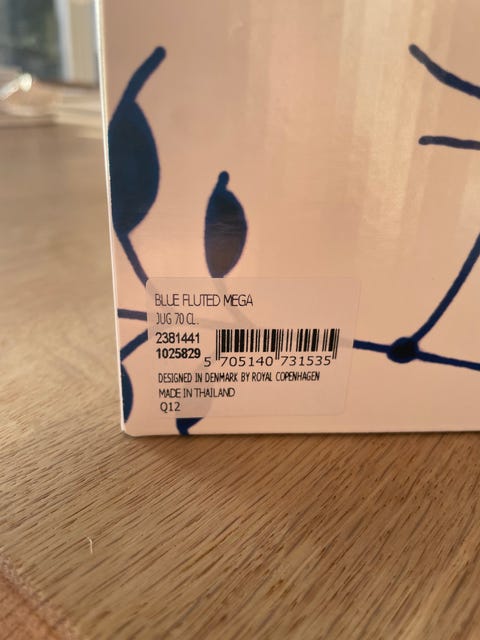 BLUE FLUTED MEGA
JUG 70 CL.
2381441
1025829
5 705140 731535
DESIGNED IN DENMARK BY ROYAL COPENHAGEN
MADE IN THAILAND
Q12